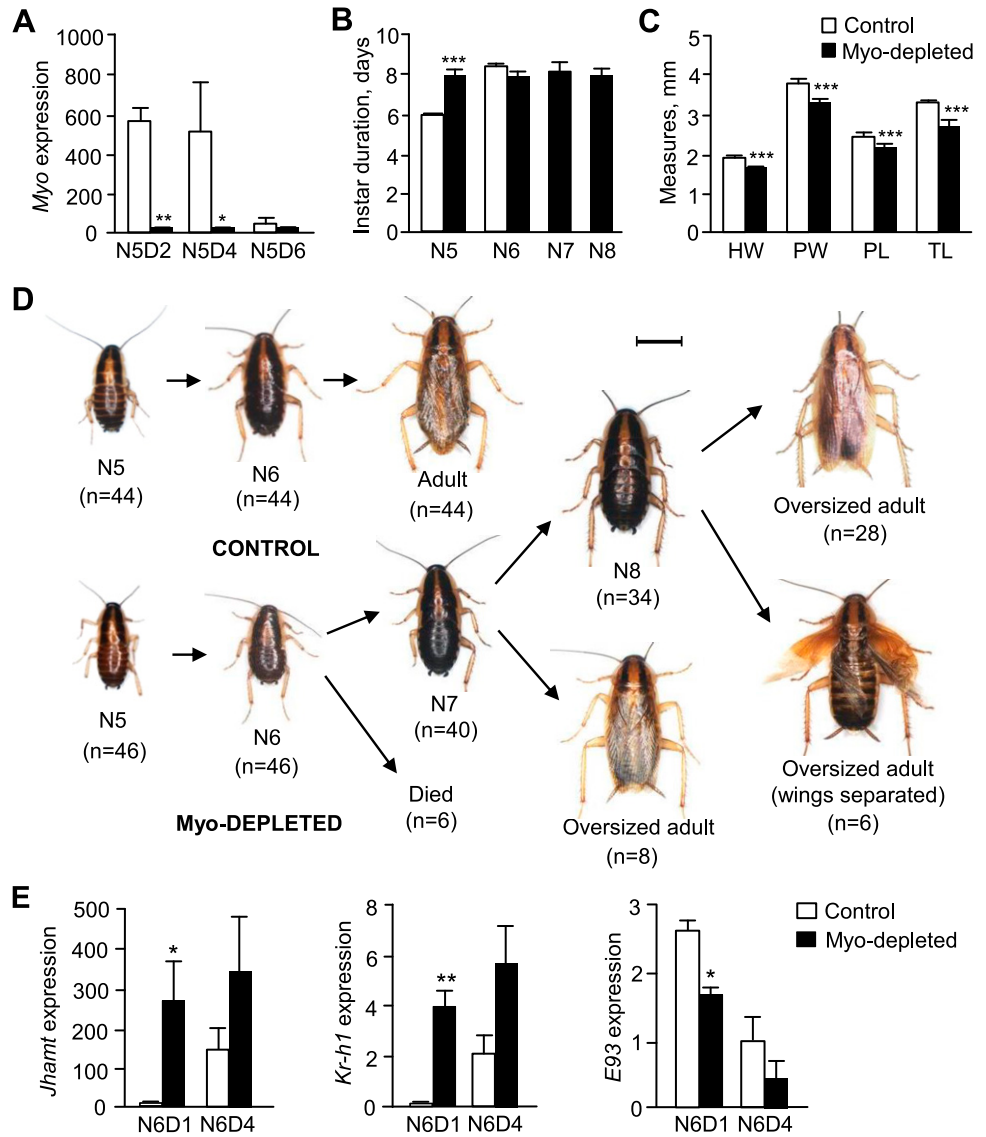 A
1000
800
600
400
200
0
Myo expression
**
*
N5D2 N5D4 N5D6
B
10
8
6
4
2
0
Instar duration, days
***
N5 N6 N7 N8
C
Control
Myo-depleted
5
4
3
2
1
0
Measures, mm
***
***
***
***
HW PW PL TL
D
N5
(n=44)
N6
(n=44)
Adult
(n=44)
CONTROL
N8
(n=34)
Oversized adult
(n=28)
N5
(n=46)
N6
(n=46)
N7
(n=40)
Myo-DEPLETED
Died
(n=6)
Oversized adult
(n=8)
Oversized adult
(wings separated)
(n=6)
E
500
400
300
200
100
0
Jhamt expression
*
N6D1 N6D4
8
6
4
2
0
Kr-h1 expression
**
N6D1 N6D4
3
2
1
0
E93 expression
*
N6D1 N6D4
Control
Myo-depleted